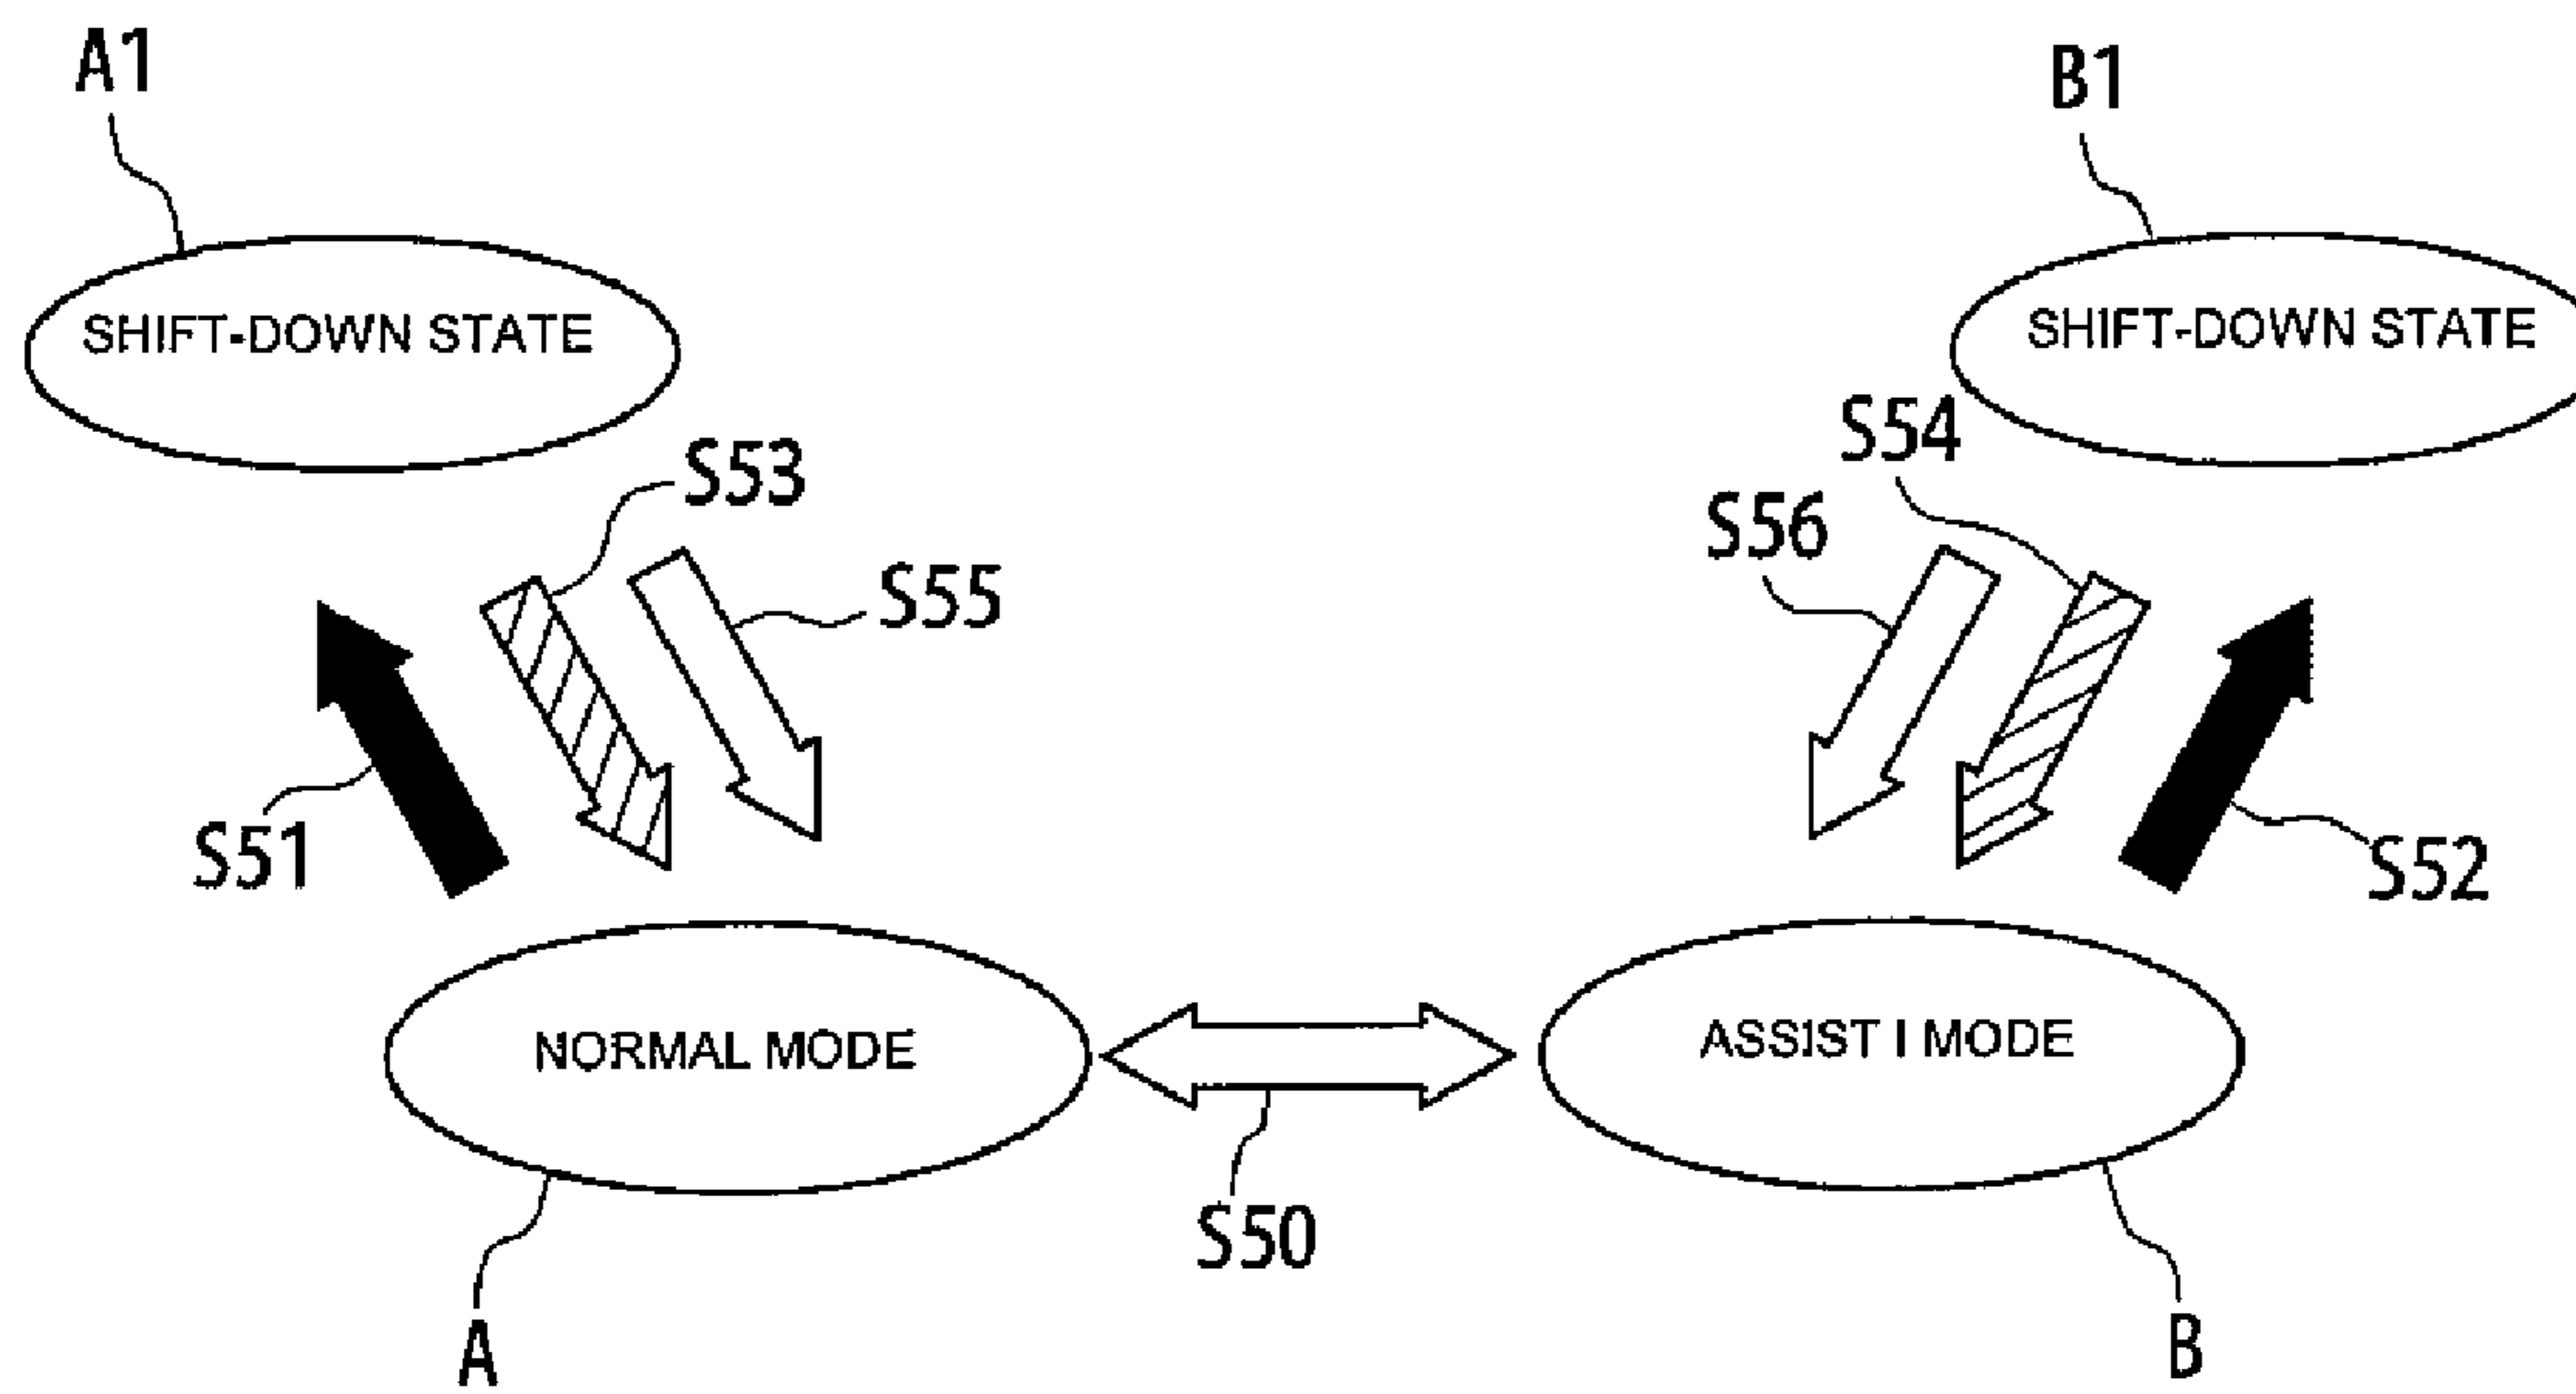 A1
B1
SHIFT-DOWN STATE
SHIFT-DOWN STATE
S54
S53
S56
S55
S51
S52
NORMAL MODE
ASSIST I MODE
S50
A
B